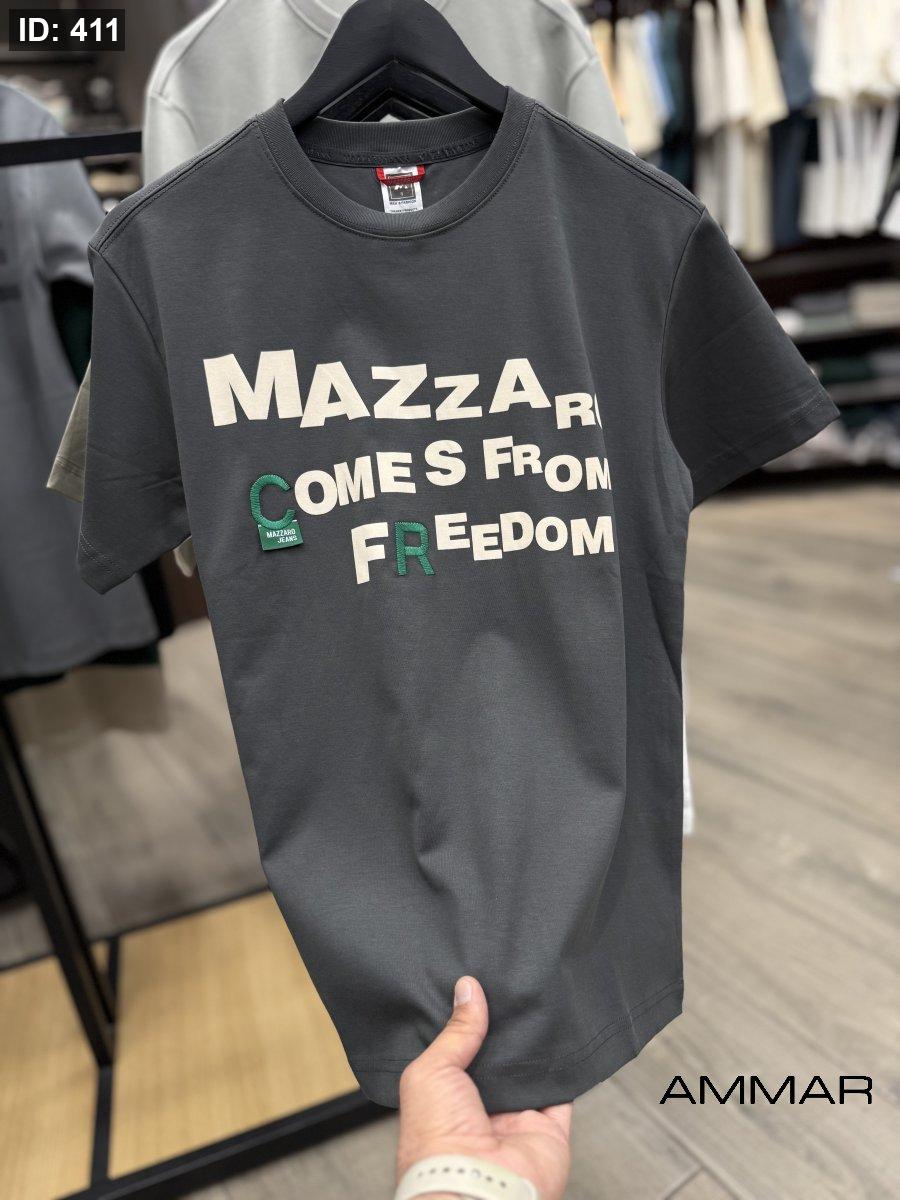 ID: 411
MAZZARO
COMES FROM
MAZZARO
JEANS
FREEDOM
AMMAR